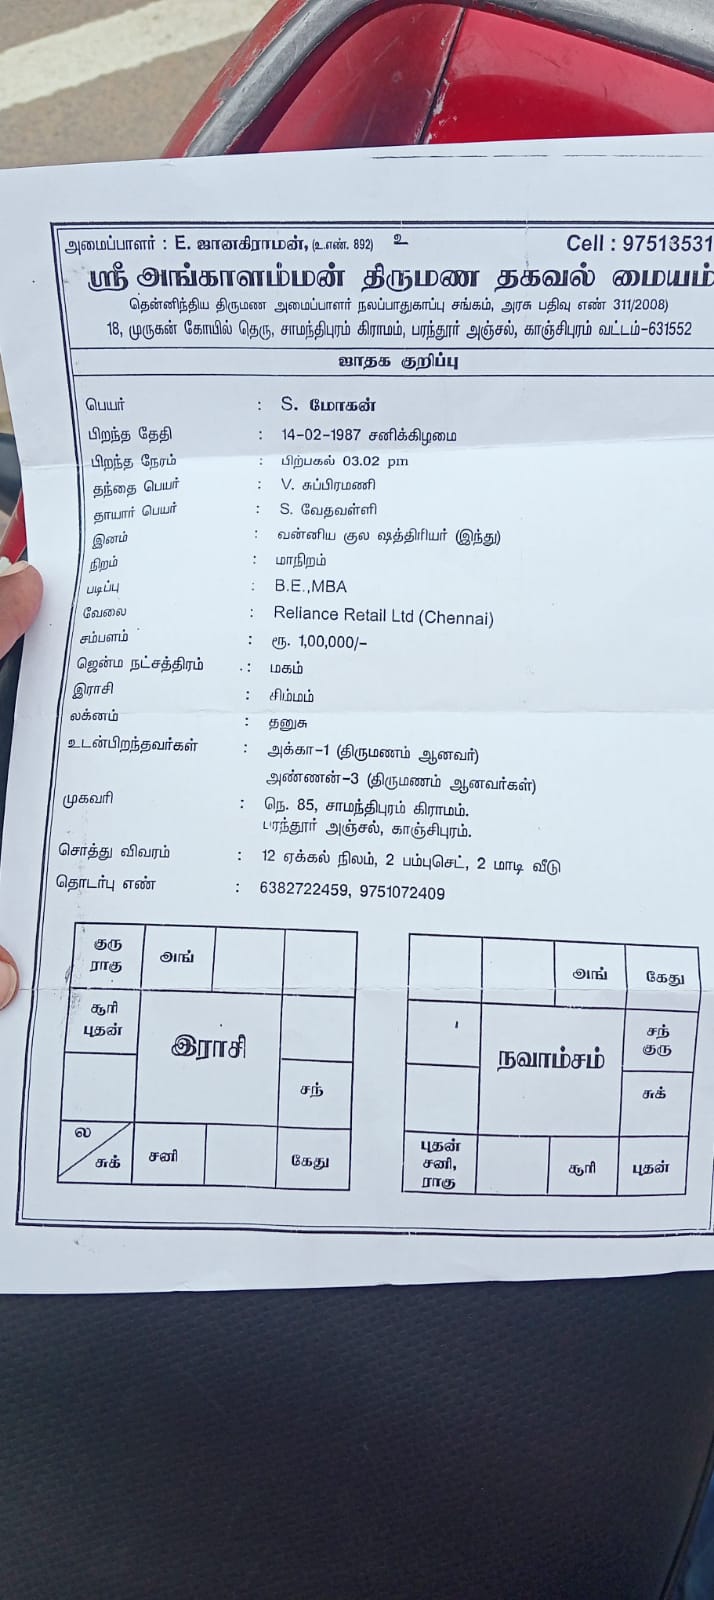 அமைப்பாளர் : E. ஜானகிராமன், (உ.எண். 892) உ Cell : 97513531
ஸ்ரீ அங்காளம்மன் திருமண தகவல் மையம்
தென்னிந்திய திருமண அமைப்பாளர் நலப்பாதுகாப்பு சங்கம், அரசு பதிவு எண் 311/2008)
18, முருகன் கோயில் தெரு, சாமந்திபுரம் கிராமம், பரந்தூர் அஞ்சல், காஞ்சிபுரம் வட்டம்-631552
ஜாதக குறிப்பு
பெயர் : S. மோகன்
பிறந்த தேதி : 14-02-1987 சனிக்கிழமை
பிறந்த நேரம் : பிற்பகல் 03.02 pm
தந்தை பெயர் : V. சுப்பிரமணி
தாயார் பெயர் : S. வேதவள்ளி
இனம் : வன்னிய குல ஷத்திரியர் (இந்து)
நிறம் : மாநிறம்
படிப்பு : B.E.,MBA
வேலை : Reliance Retail Ltd (Chennai)
சம்பளம் : ரூ. 1,00,000/-
ஜென்ம நட்சத்திரம் : மகம்
இராசி : சிம்மம்
லக்னம் : தனுசு
உடன்பிறந்தவர்கள் : அக்கா-1 (திருமணம் ஆனவர்)
அண்ணன்-3 (திருமணம் ஆனவர்கள்)
முகவரி : நெ. 85, சாமந்திபுரம் கிராமம்.
பரந்தூர் அஞ்சல், காஞ்சிபுரம்.
சொத்து விவரம் : 12 ஏக்கல் நிலம், 2 பம்புசெட், 2 மாடி வீடு
தொடர்பு எண் : 6382722459, 9751072409
குரு
ராகு
அங்
சூரி
புதன்
இராசி
சந்
ல
சுக்
சனி
கேது
அங்
கேது
நவாம்சம்
சந்
குரு
சுக்
புதன்
சனி,
ராகு
சூரி
புதன்